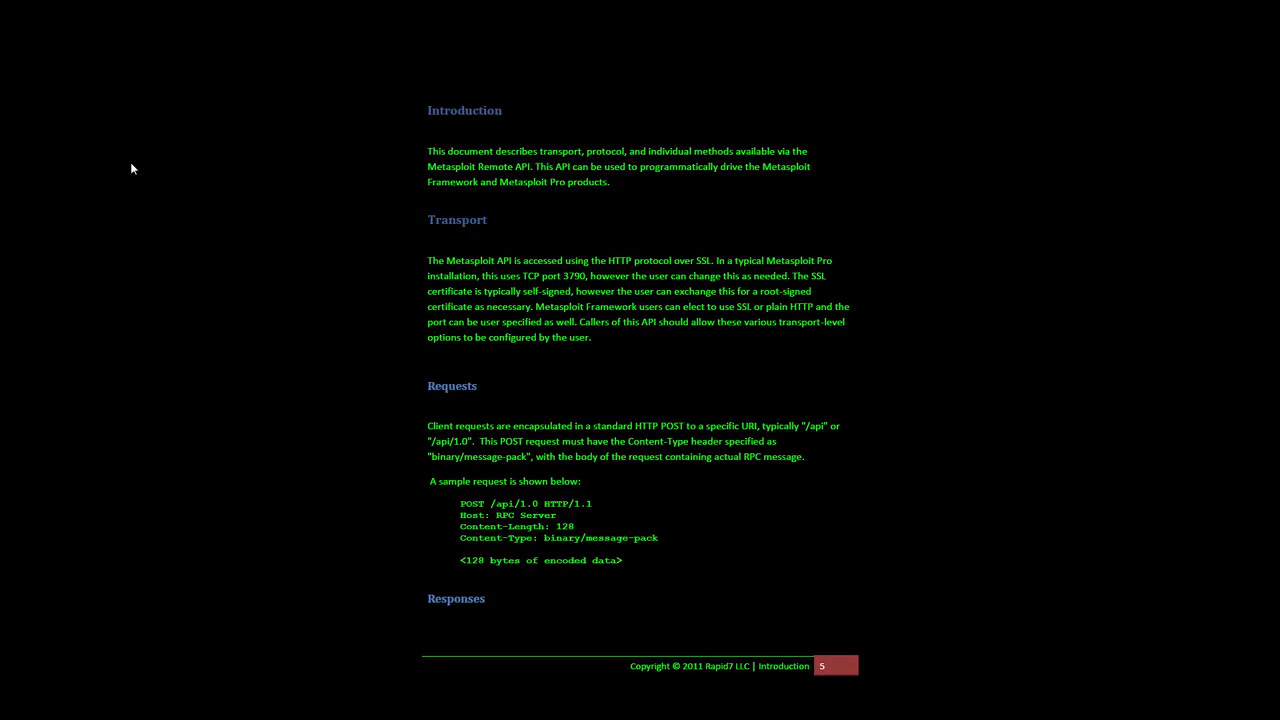 Introduction
This document describes transport, protocol, and individual methods available via the
Metasploit Remote API. This API can be used to programmatically drive the Metasploit
Framework and Metasploit Pro products.
Transport
The Metasploit API is accessed using the HTTP protocol over SSL. In a typical Metasploit Pro
installation, this uses TCP port 3790, however the user can change this as needed. The SSL
certificate is typically self-signed, however the user can exchange this for a root-signed
certificate as necessary. Metasploit Framework users can elect to use SSL or plain HTTP and the
port can be user specified as well. Callers of this API should allow these various transport-level
options to be configured by the user.
Requests
Client requests are encapsulated in a standard HTTP POST to a specific URI, typically "/api" or
"/api/1.0".  This POST request must have the Content-Type header specified as
"binary/message-pack", with the body of the request containing actual RPC message.
A sample request is shown below:
POST /api/1.0 HTTP/1.1
Host: RPC Server
Content-Length: 128
Content-Type: binary/message-pack
<128 bytes of encoded data>
Responses
Copyright © 2011 Rapid7 LLC | Introduction 5